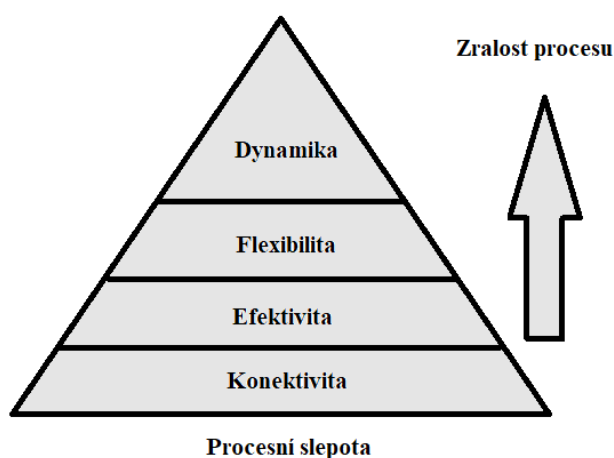 Zralost procesu
Dynamika
Flexibilita
Efektivita
Konektivita
Procesní slepota